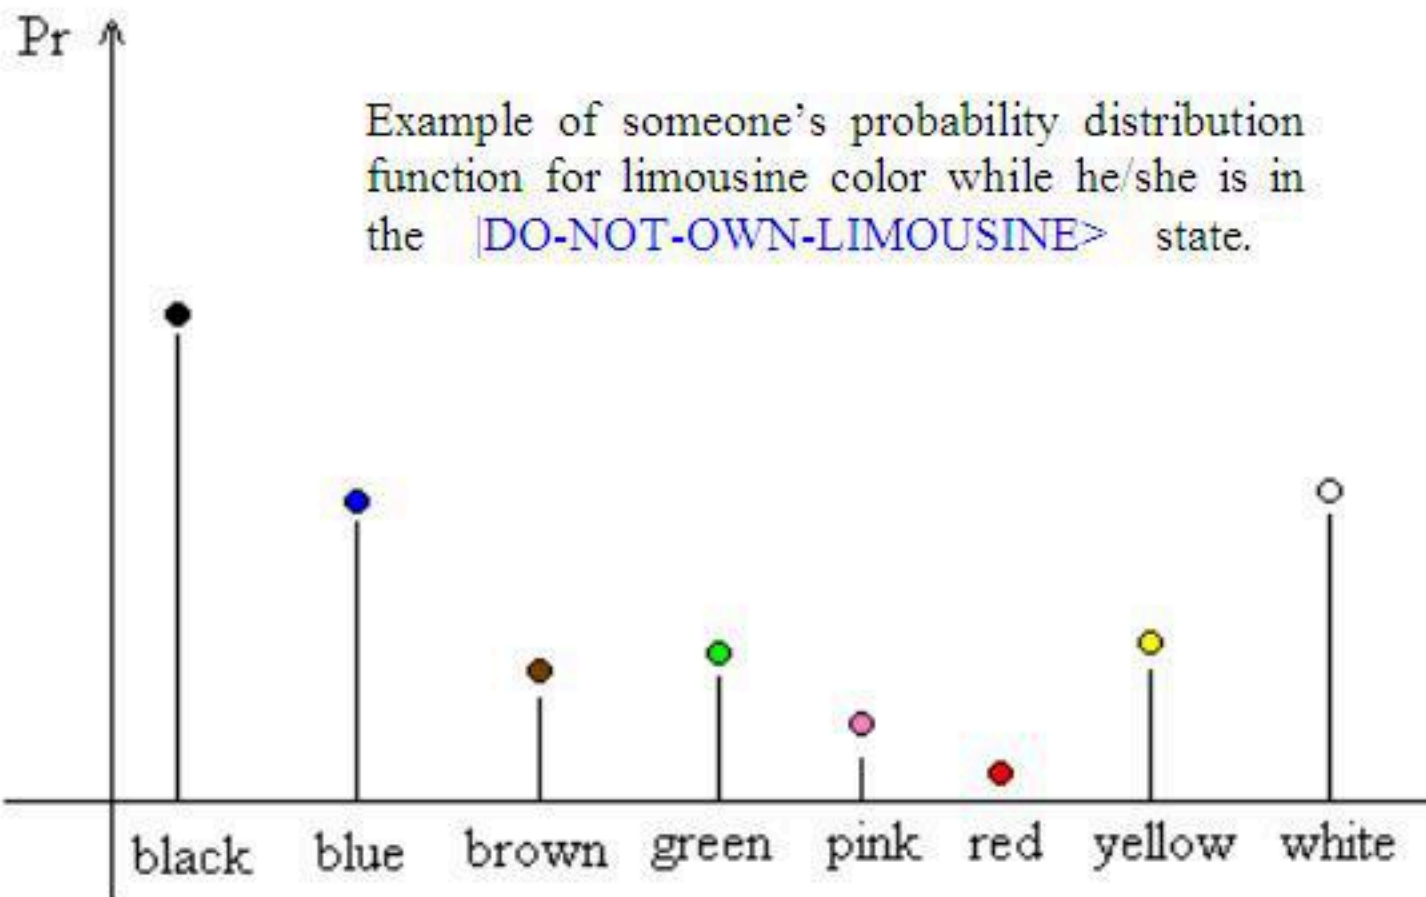 Pr
Example of someone's probability distribution
function for limousine color while he/she is in
the |DO-NOT-OWN-LIMOUSINE> state.
black blue brown green pink red yellow white